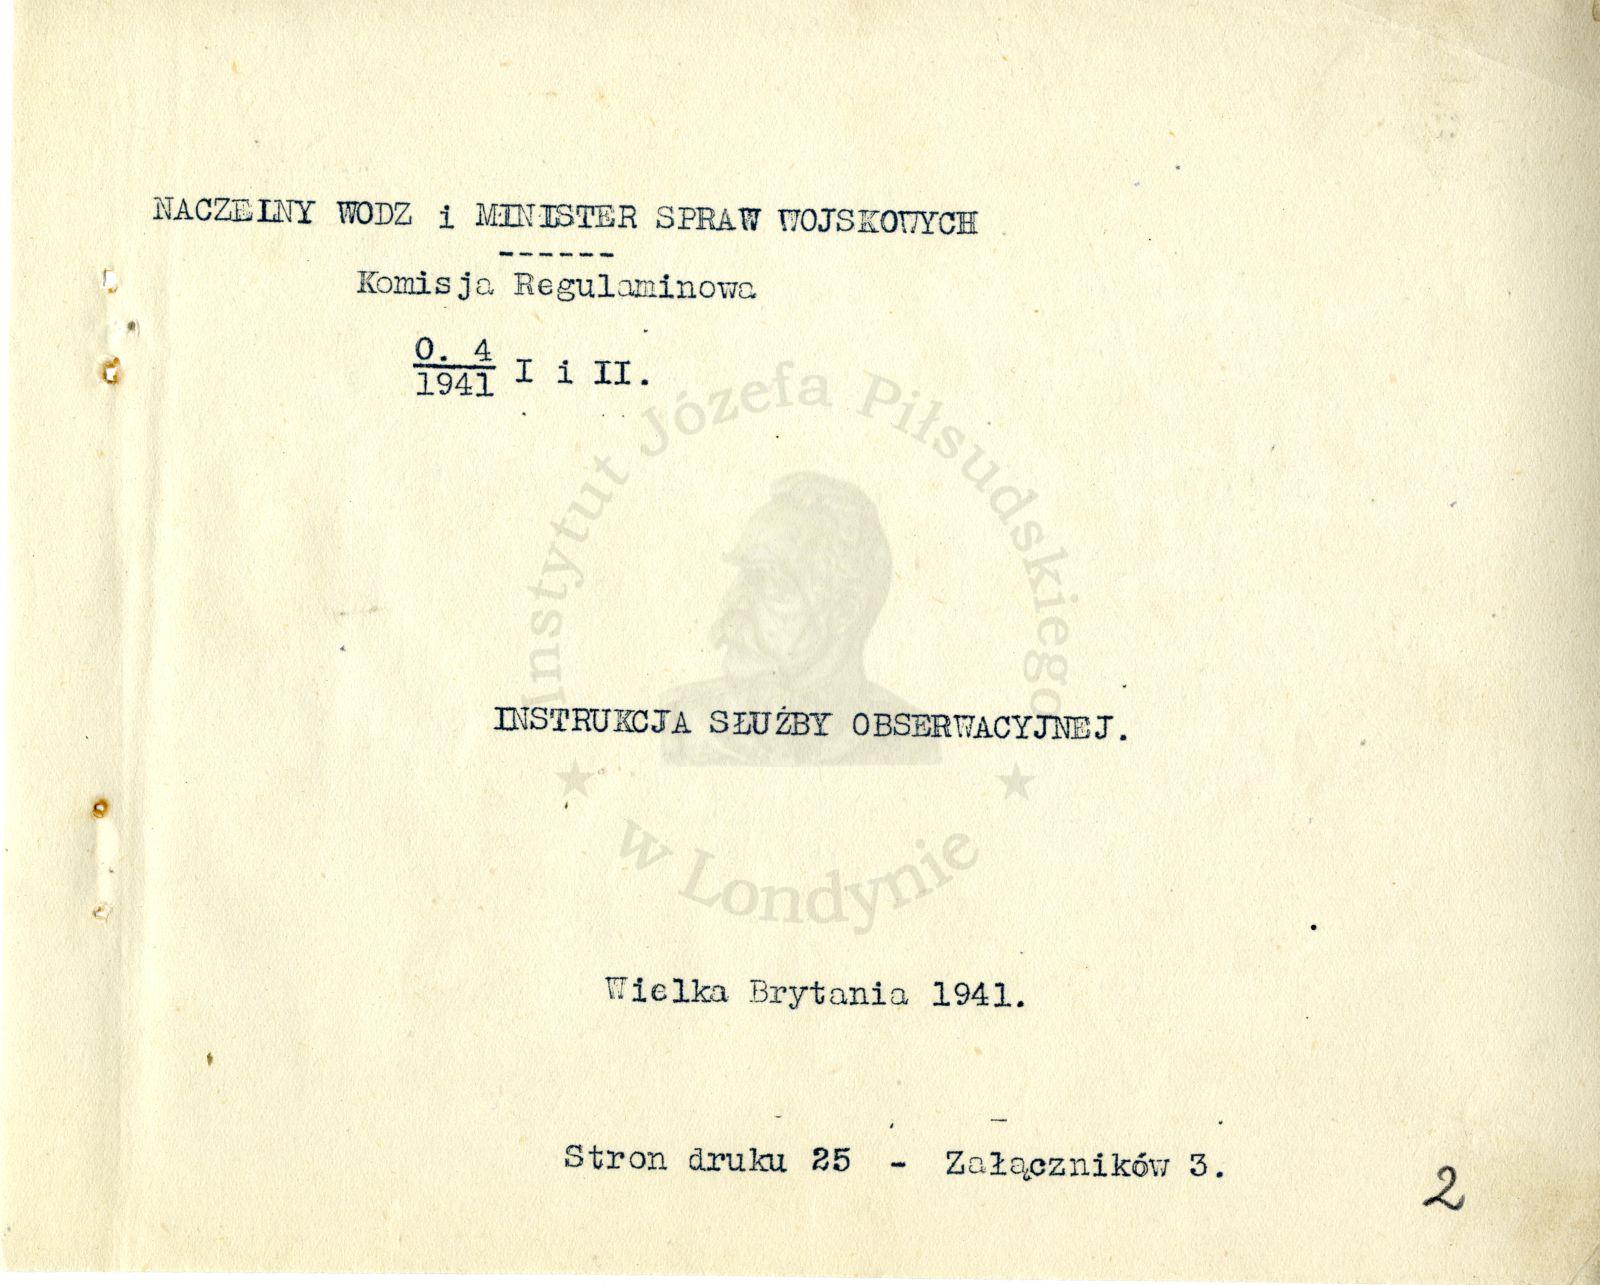 NACZELNY WODZ i MINISTER SPRAW WOJSKOWYCH
------
Komisja Regulaminowa
O. 4
1941 I i II.
Instytut Józefa Piłsudskiego
INSTRUKCJA SŁUŻBY OBSERWACYJNEJ.
w Londynie
Wielka Brytania 1941.
Stron druku 25 - Załączników 3.
2